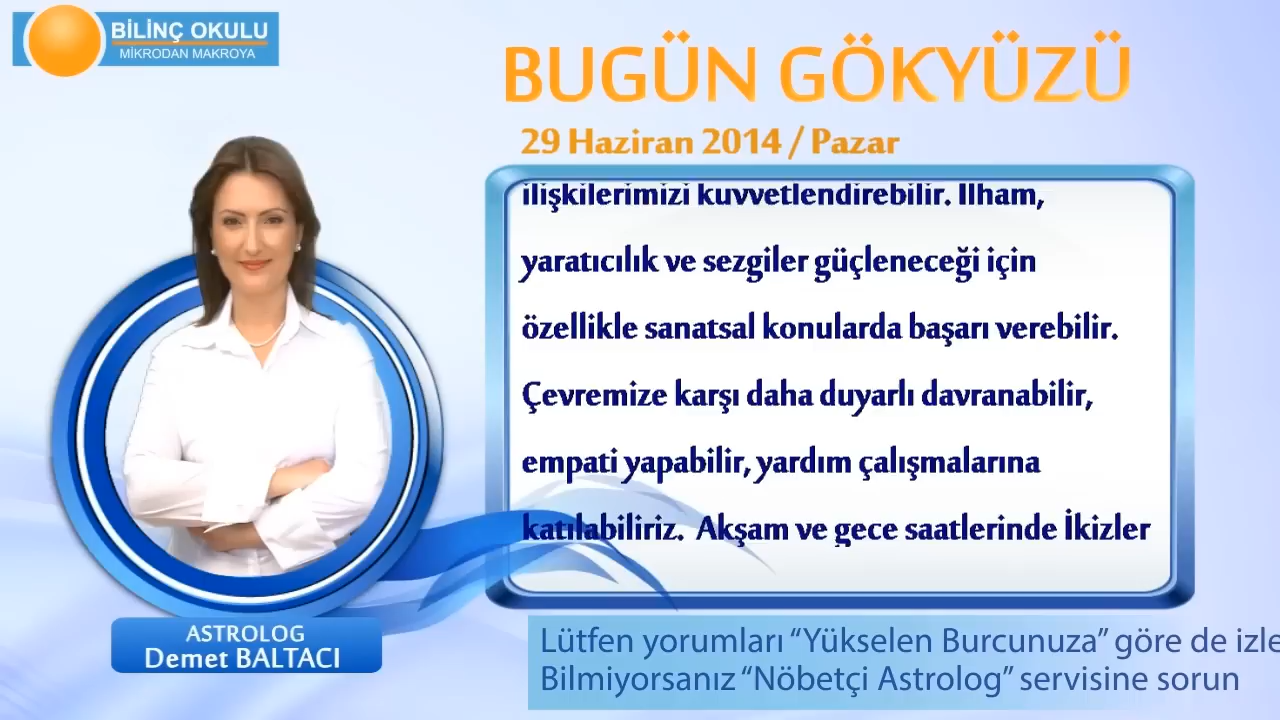 BİLİNÇ OKULU
MİKRODAN MAKROYA
BUGÜN GÖKYÜZÜ
29 Haziran 2014 / Pazar
ilişkilerimizi kuvvetlendirebilir. İlham,
yaratıcılık ve sezgiler güçleneceği için
özellikle sanatsal konularda başarı verebilir.
Çevremize karşı daha duyarlı davranabilir,
empati yapabilir, yardım çalışmalarına
katılabiliriz. Akşam ve gece saatlerinde İkizler
ASTROLOG
Demet BALTACI
Lütfen yorumları “Yükselen Burcunuza” göre de izle
Bilmiyorsanız “Nöbetçi Astrolog” servisine sorun